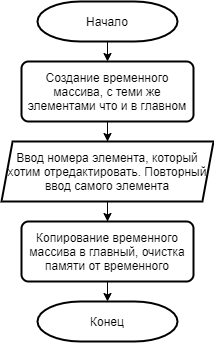 Начало
Создание временного
массива, с теми же
элементами что и в главном
Ввод номера элемента, который
хотим отредактировать. Повторный
ввод самого элемента
Копирование временного
массива в главный, очистка
памяти от временного
Конец